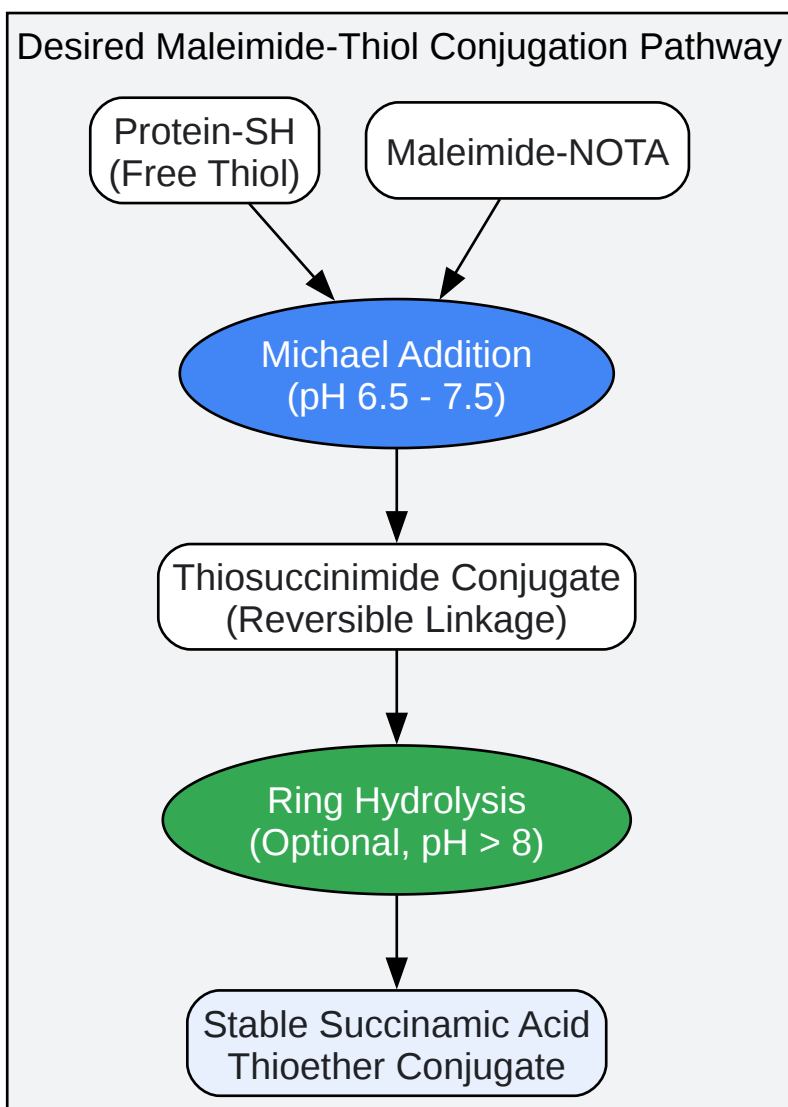 Desired Maleimide-Thiol Conjugation Pathway
Protein-SH
(Free Thiol)
Maleimide-NOTA
Michael Addition
(pH 6.5 - 7.5)
Thiosuccinimide Conjugate
(Reversible Linkage)
Ring Hydrolysis
(Optional, pH > 8)
Stable Succinamic Acid
Thioether Conjugate